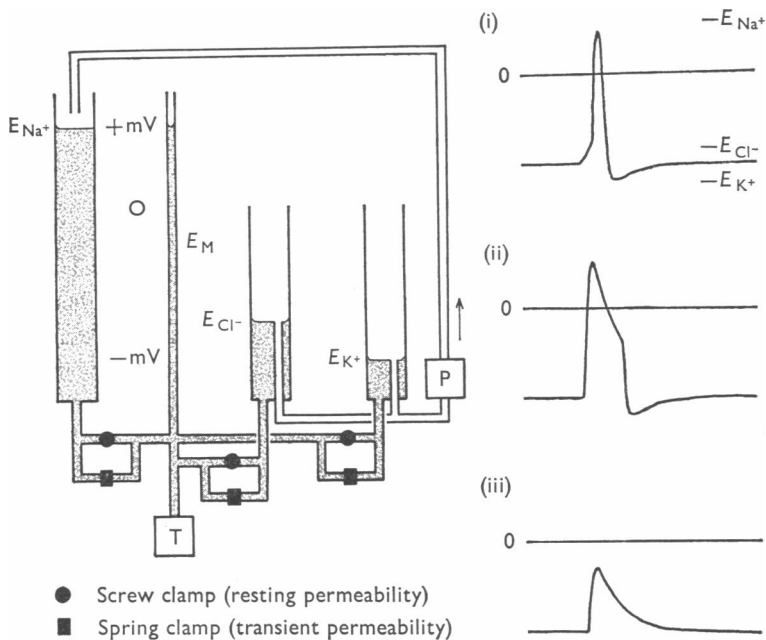 (i)
E Na+
0
E Cl−
E K+
E Na+
+mV
O
E M
−mV
E Cl−
E K+
P
T
(ii)
0
(iii)
0
Screw clamp (resting permeability)
Spring clamp (transient permeability)